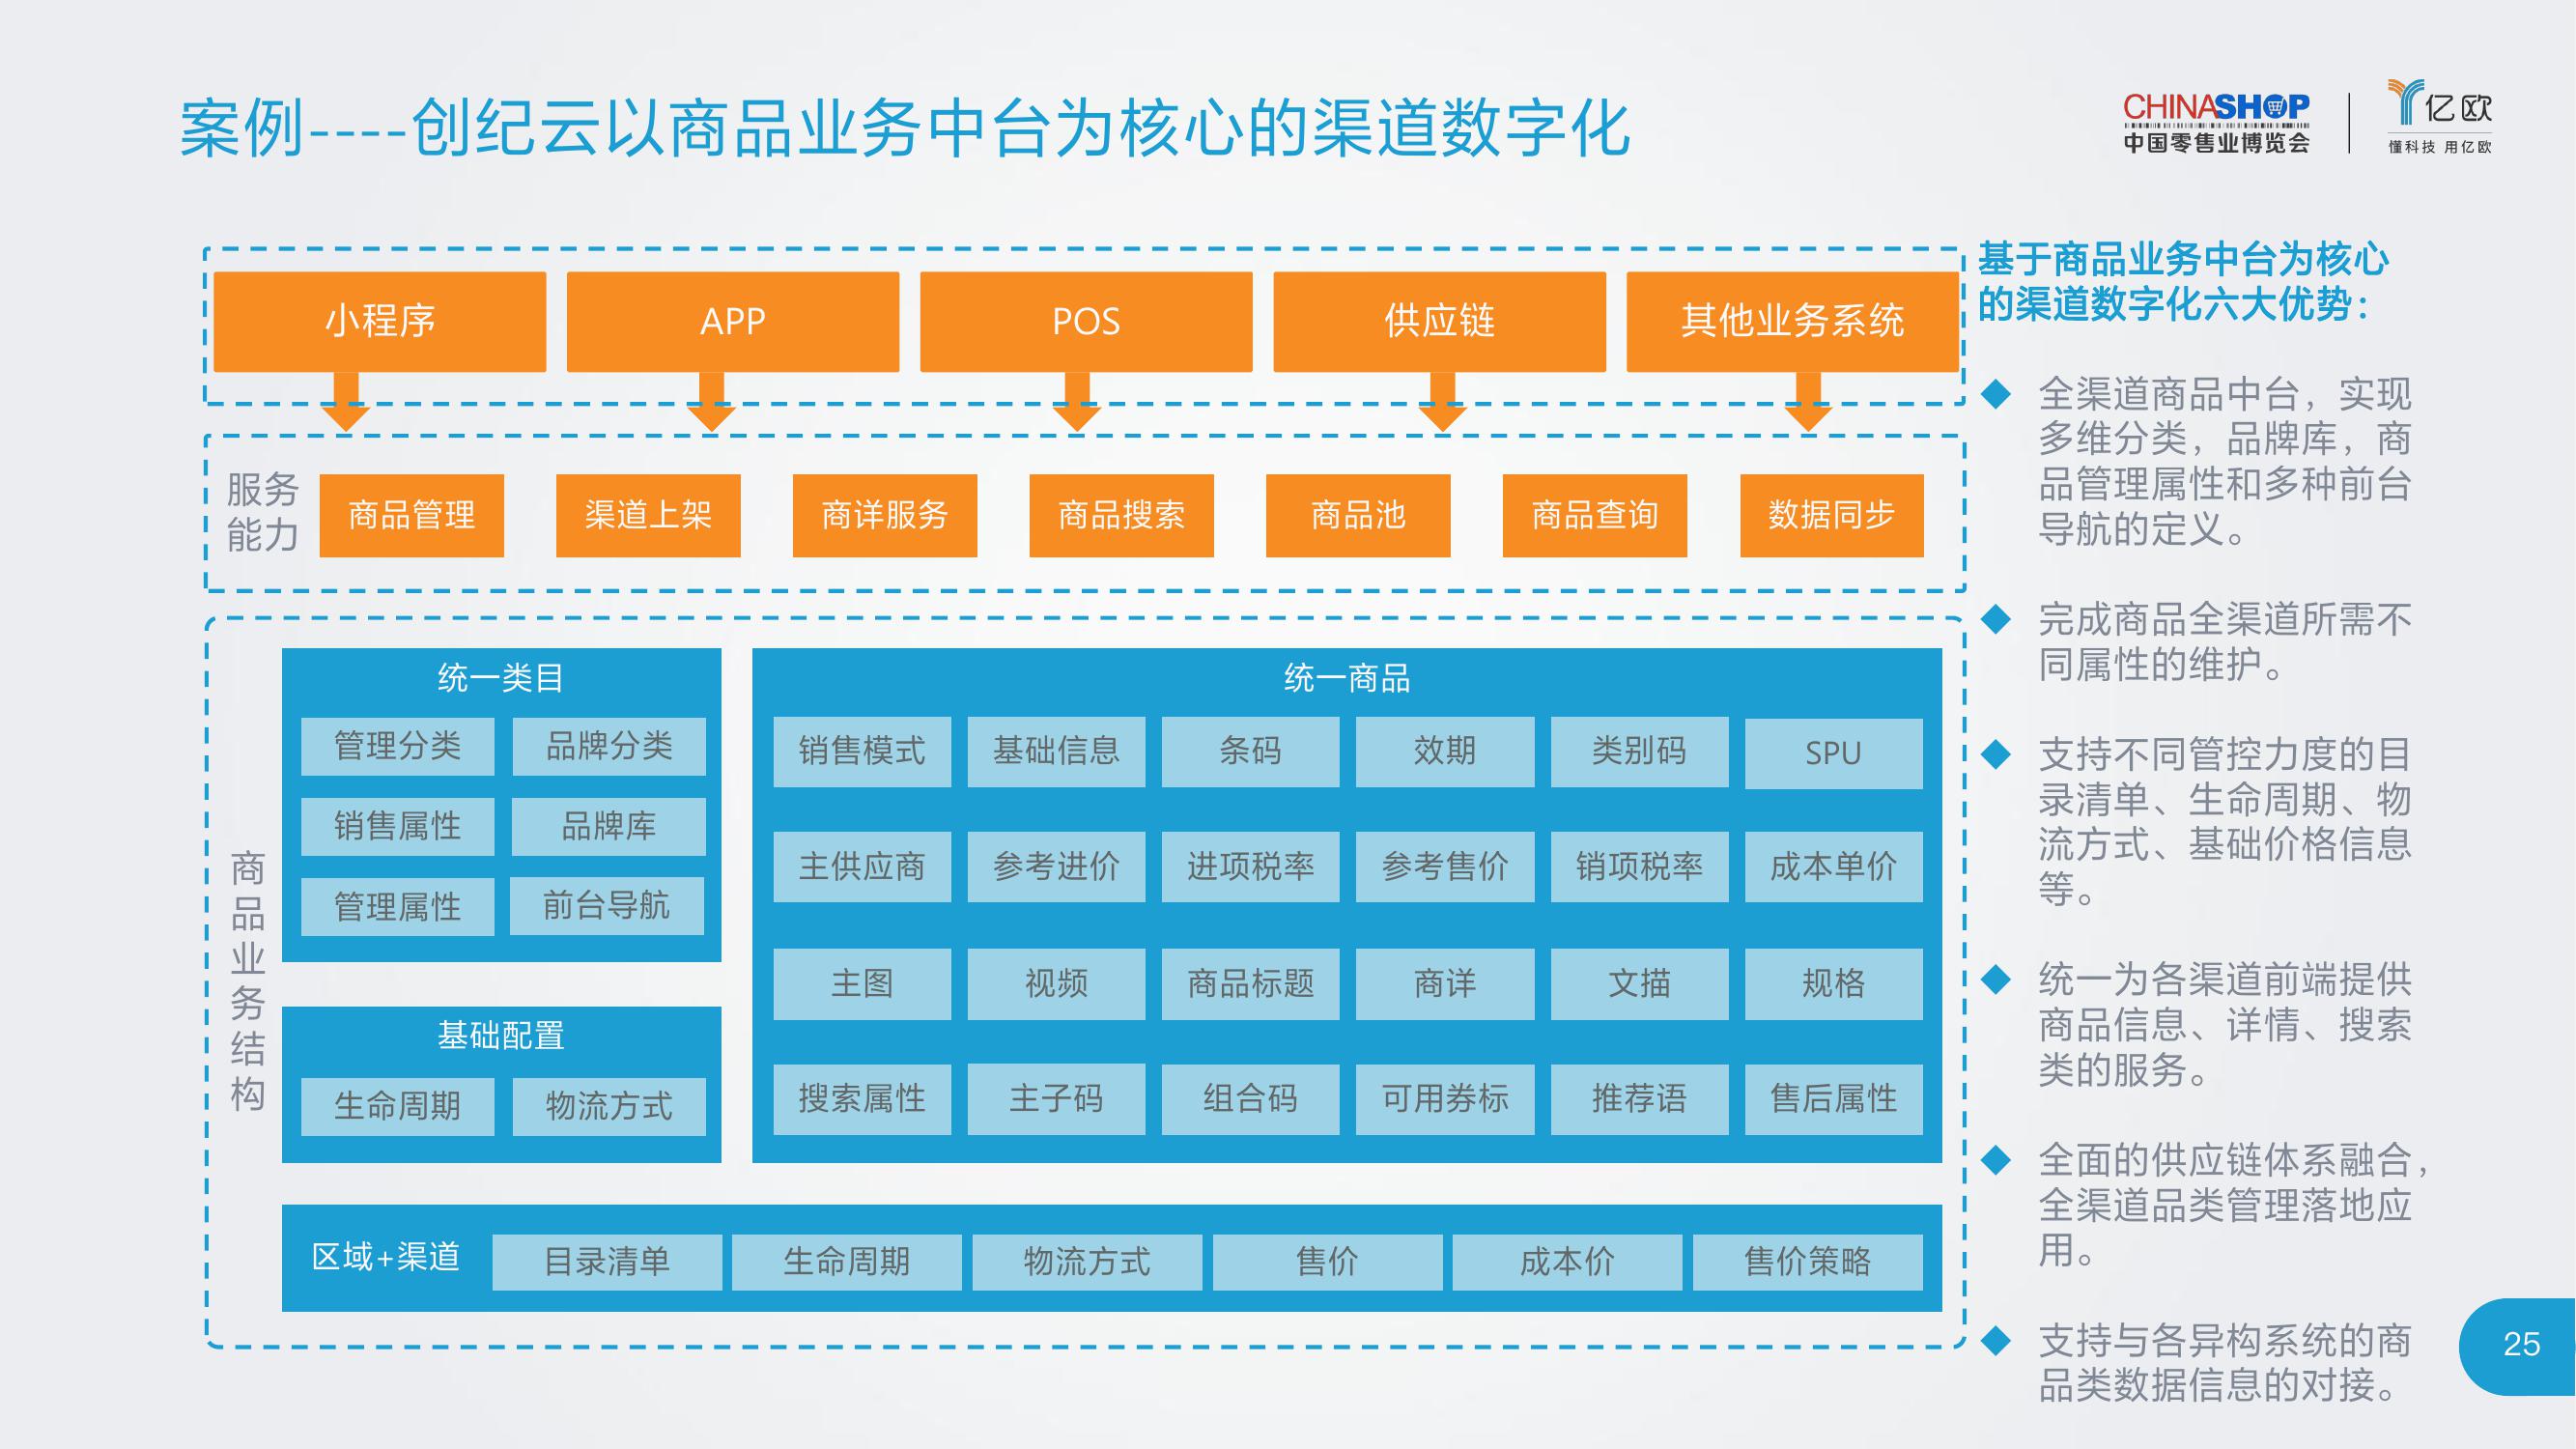 案例----创纪云以商品业务中台为核心的渠道数字化
CHINASHOP
中国零售业博览会
亿欧
懂科技 用亿欧
小程序
APP
POS
供应链
其他业务系统
服务
能力
商品管理
渠道上架
商详服务
商品搜索
商品池
商品查询
数据同步
商
品
业
务
结
构
统一类目
管理分类
品牌分类
销售属性
品牌库
管理属性
前台导航
基础配置
生命周期
物流方式
统一商品
销售模式
基础信息
条码
效期
类别码
SPU
主供应商
参考进价
进项税率
参考售价
销项税率
成本单价
主图
视频
商品标题
商详
文描
规格
搜索属性
主子码
组合码
可用券标
推荐语
售后属性
区域+渠道
目录清单
生命周期
物流方式
售价
成本价
售价策略
基于商品业务中台为核心
的渠道数字化六大优势：
全渠道商品中台，实现
多维分类，品牌库，商
品管理属性和多种前台
导航的定义。
完成商品全渠道所需不
同属性的维护。
支持不同管控力度的目
录清单、生命周期、物
流方式、基础价格信息
等。
统一为各渠道前端提供
商品信息、详情、搜索
类的服务。
全面的供应链体系融合，
全渠道品类管理落地应
用。
支持与各异构系统的商
品类数据信息的对接。
25